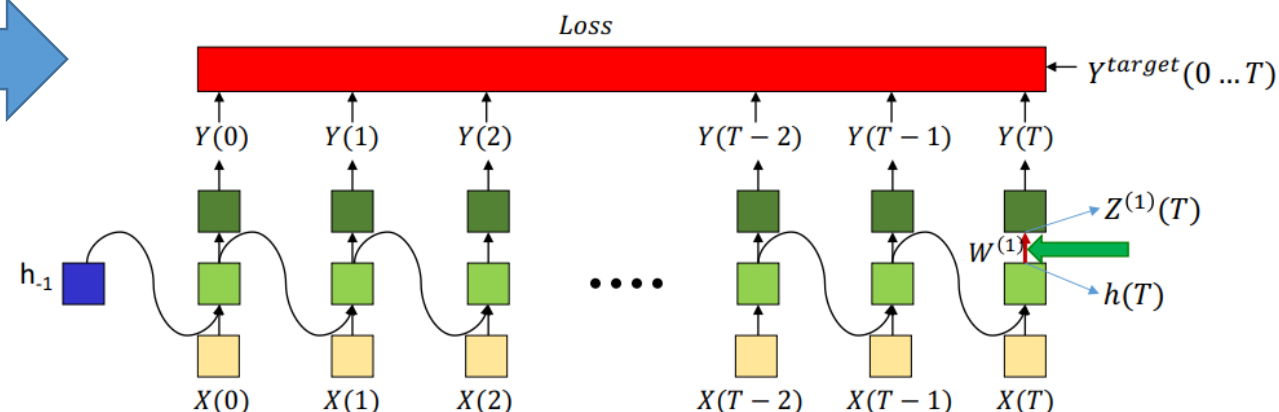 Loss
Y^{target}(0 … T)
Y(0) Y(1) Y(2) Y(T − 2) Y(T − 1) Y(T)
Z^{(1)}(T)
W^{(1)}
h_{-1}
h(T)
X(0) X(1) X(2) X(T − 2) X(T − 1) X(T)